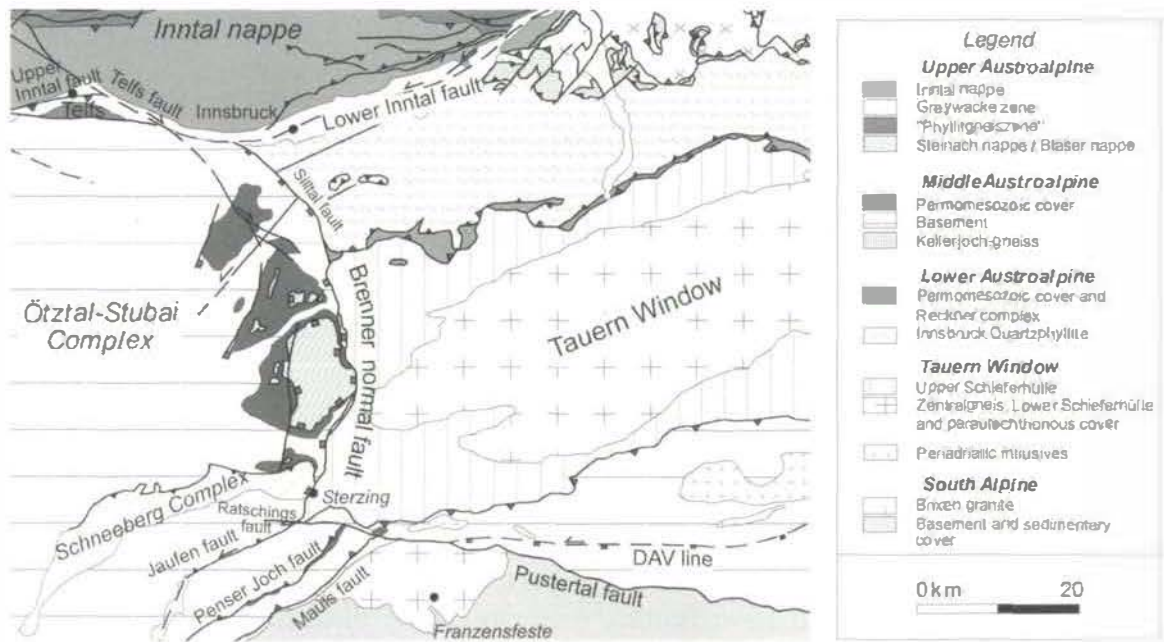 Inntal nappe
Upper
Inntal fault
Telfs fault
Telfs
Innsbruck
Lower Inntal fault
Silltal fault
Brenner normal fault
Ötztal-Stubai
Complex
Tauern Window
Schneeberg Complex
Sterzing
Ratschings
fault
Jaufen fault
Penser Joch fault
Mauls fault
DAV line
Pustertal fault
Franzensfeste
Legend
Upper Austroalpine
Inntal nappe
Graywacke zone
"Phyllitgneiszone"
Steinach nappe / Blaser nappe
Middle Austroalpine
Permomesozoic cover
Basement
Kellerjoch-gneiss
Lower Austroalpine
Permomesozoic cover and
Reckner complex
Innsbruck Quartzphyllite
Tauern Window
Upper Schieferhülle
Zentralgneis, Lower Schieferhülle
and parautochthonous cover
Periadriatic intrusives
South Alpine
Brixen granite
Basement and sedimentary
cover
0 km 20